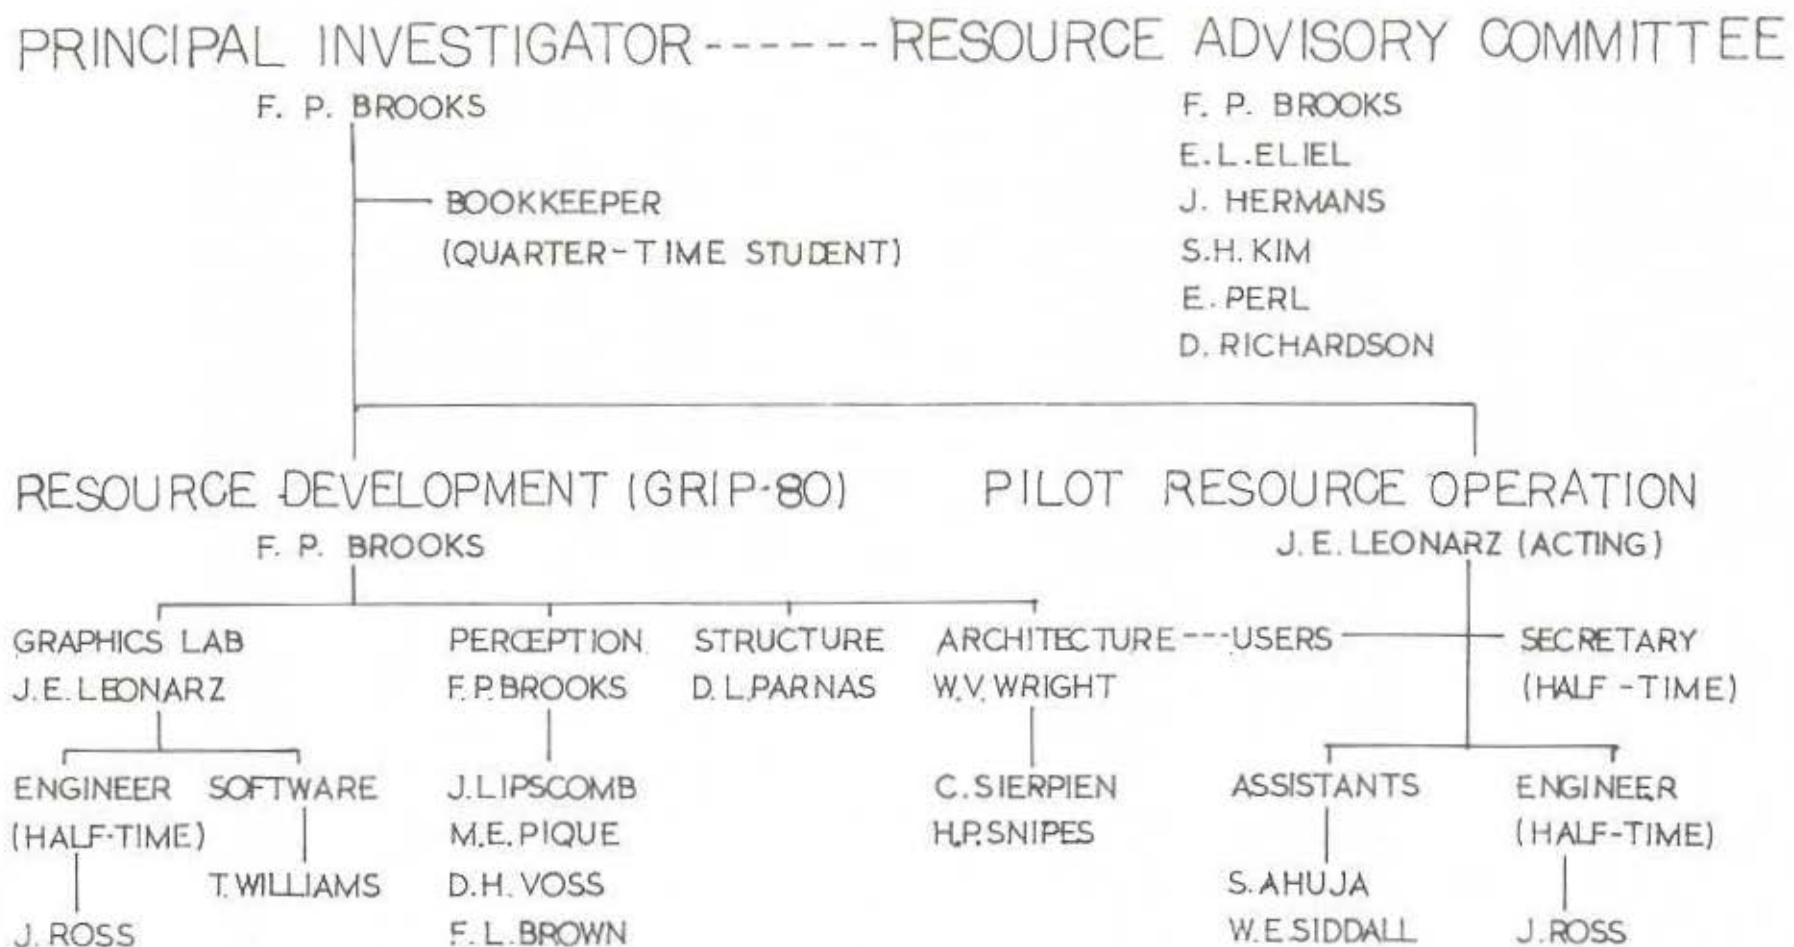 PRINCIPAL INVESTIGATOR ------ RESOURCE ADVISORY COMMITTEE
F. P. BROOKS
BOOKKEEPER
(QUARTER-TIME STUDENT)
F. P. BROOKS
E.L.ELIEL
J. HERMANS
S.H. KIM
E. PERL
D. RICHARDSON
RESOURCE DEVELOPMENT (GRIP-80)
F. P. BROOKS
PILOT RESOURCE OPERATION
J. E. LEONARZ (ACTING)
GRAPHICS LAB
J. E. LEONARZ
ENGINEER
(HALF-TIME)
J. ROSS
SOFTWARE
T. WILLIAMS
PERCEPTION
F. P. BROOKS
J. LIPSCOMB
M.E. PIQUE
D.H. VOSS
F. L. BROWN
STRUCTURE
D. L. PARNAS
ARCHITECTURE --- USERS
W.V. WRIGHT
C. SIERPIEN
H.P. SNIPES
SECRETARY
(HALF-TIME)
ASSISTANTS
S. AHUJA
W.E. SIDDALL
ENGINEER
(HALF-TIME)
J. ROSS